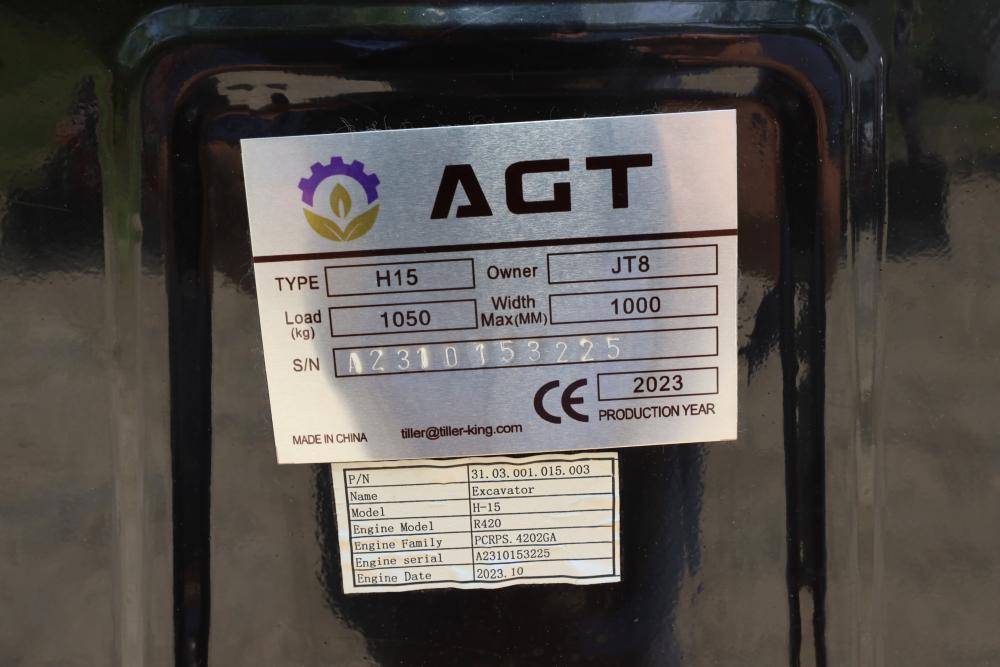 AGT
TYPE H15 Owner JT8
Load (kg) 1050 Width Max(MM) 1000
S/N A2310153225
CE 2023
PRODUCTION YEAR
MADE IN CHINA tiller@tiller-king.com
P/N 31.03.001.015.003
Name Excavator
Model H-15
Engine Model R420
Engine Family PCRPS.4202GA
Engine serial A2310153225
Engine Date 2023.10